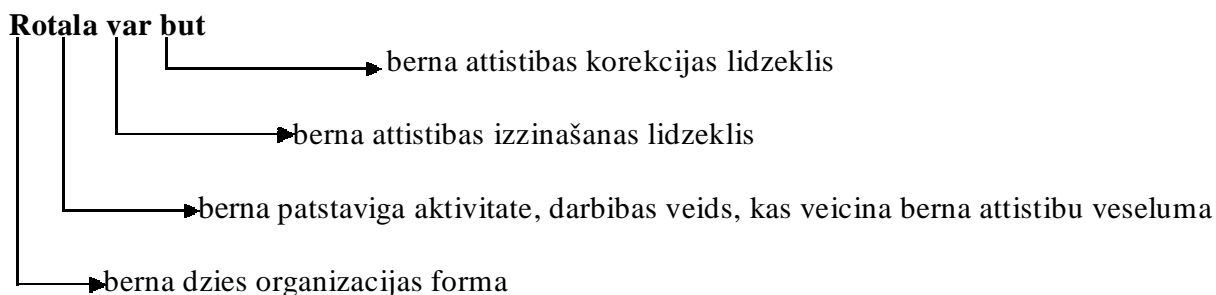 Rotala var but
berna attistibas korekcijas lidzeklis
berna attistibas izzinašanas lidzeklis
berna patstaviga aktivitate, darbibas veids, kas veicina berna attistibu veseluma
berna dzies organizacijas forma